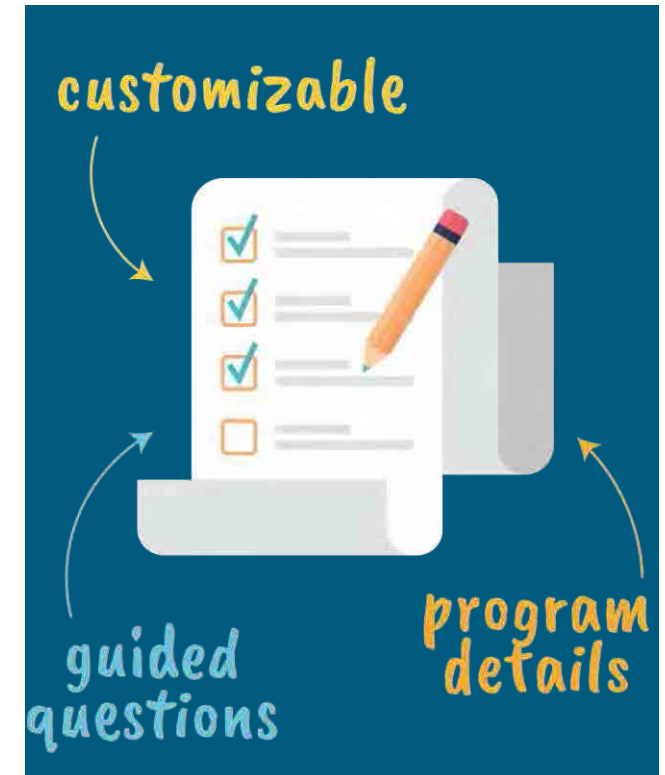 customizable
guided
questions
program
details